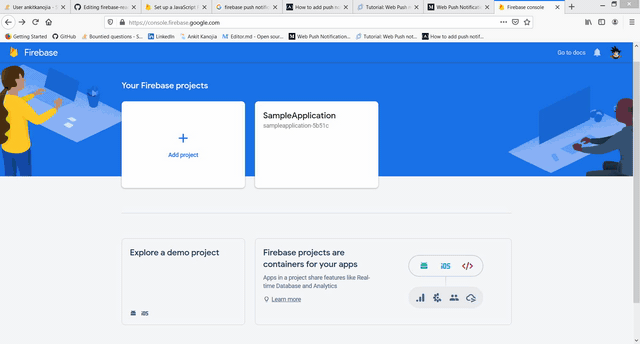 User ankitkanojia - S
Editing firebase-mo
Set up a JavaScript
firebase push noti
How to add push n
Tutorial: Web Push
Web Push Notificat
Firebase console
https://console.firebase.google.com
Getting Started
GitHub
Bountied questions - S...
LinkedIn
Ankit Kanojia
Editor.md - Open sour...
Web Push Notification...
Tutorial: Web Push not...
How to add push notif...
Firebase
Go to docs
Your Firebase projects
Add project
SampleApplication
sampleapplication-5b51c
Explore a demo project
iOS
Firebase projects are
containers for your apps
Apps in a project share features like Real-
time Database and Analytics
Learn more
iOS